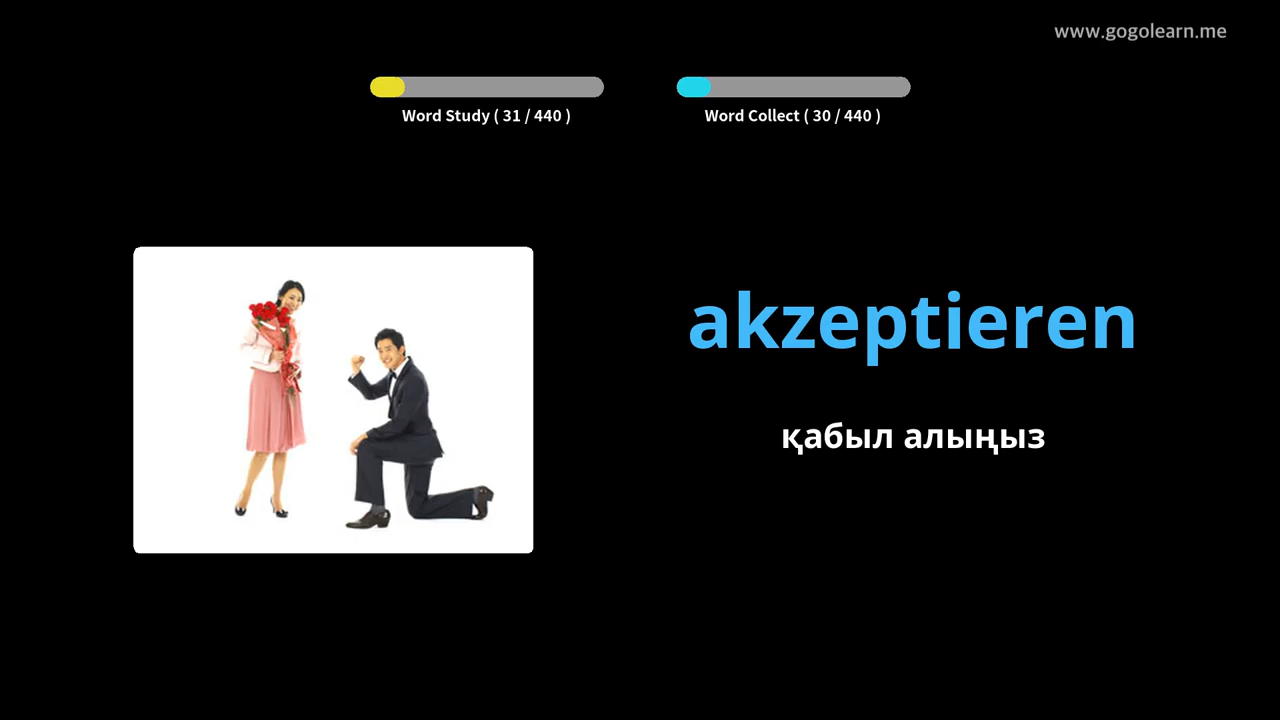 www.gogolearn.me
Word Study ( 31 / 440 )
Word Collect ( 30 / 440 )
akzeptieren
қабыл алыңыз